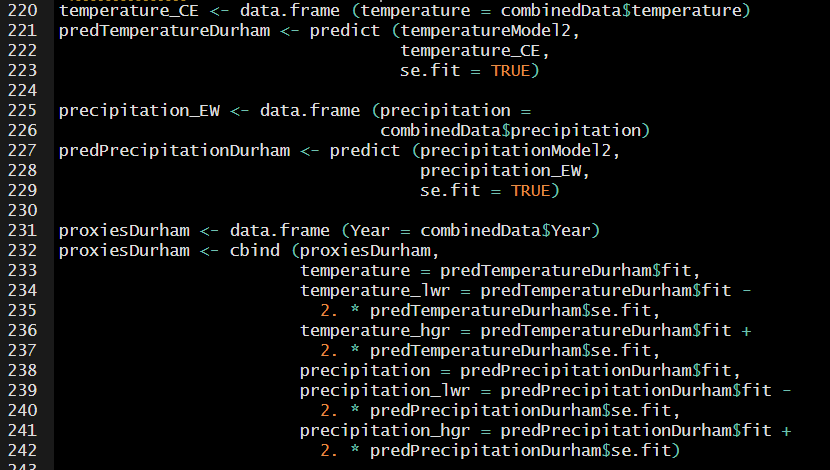 220 temperature_CE <- data.frame (temperature = combinedData$temperature)
221 predTemperatureDurham <- predict (temperatureModel2,
222                                   temperature_CE,
223                                   se.fit = TRUE)
224
225 precipitation_EW <- data.frame (precipitation =
226                                 combinedData$precipitation)
227 predPrecipitationDurham <- predict (precipitationModel2,
228                                     precipitation_EW,
229                                     se.fit = TRUE)
230
231 proxiesDurham <- data.frame (Year = combinedData$Year)
232 proxiesDurham <- cbind (proxiesDurham,
233                         temperature = predTemperatureDurham$fit,
234                         temperature_lwr = predTemperatureDurham$fit -
235                           2. * predTemperatureDurham$se.fit,
236                         temperature_hgr = predTemperatureDurham$fit +
237                           2. * predTemperatureDurham$se.fit,
238                         precipitation = predPrecipitationDurham$fit,
239                         precipitation_lwr = predPrecipitationDurham$fit -
240                           2. * predPrecipitationDurham$se.fit,
241                         precipitation_hgr = predPrecipitationDurham$fit +
242                           2. * predPrecipitationDurham$se.fit)